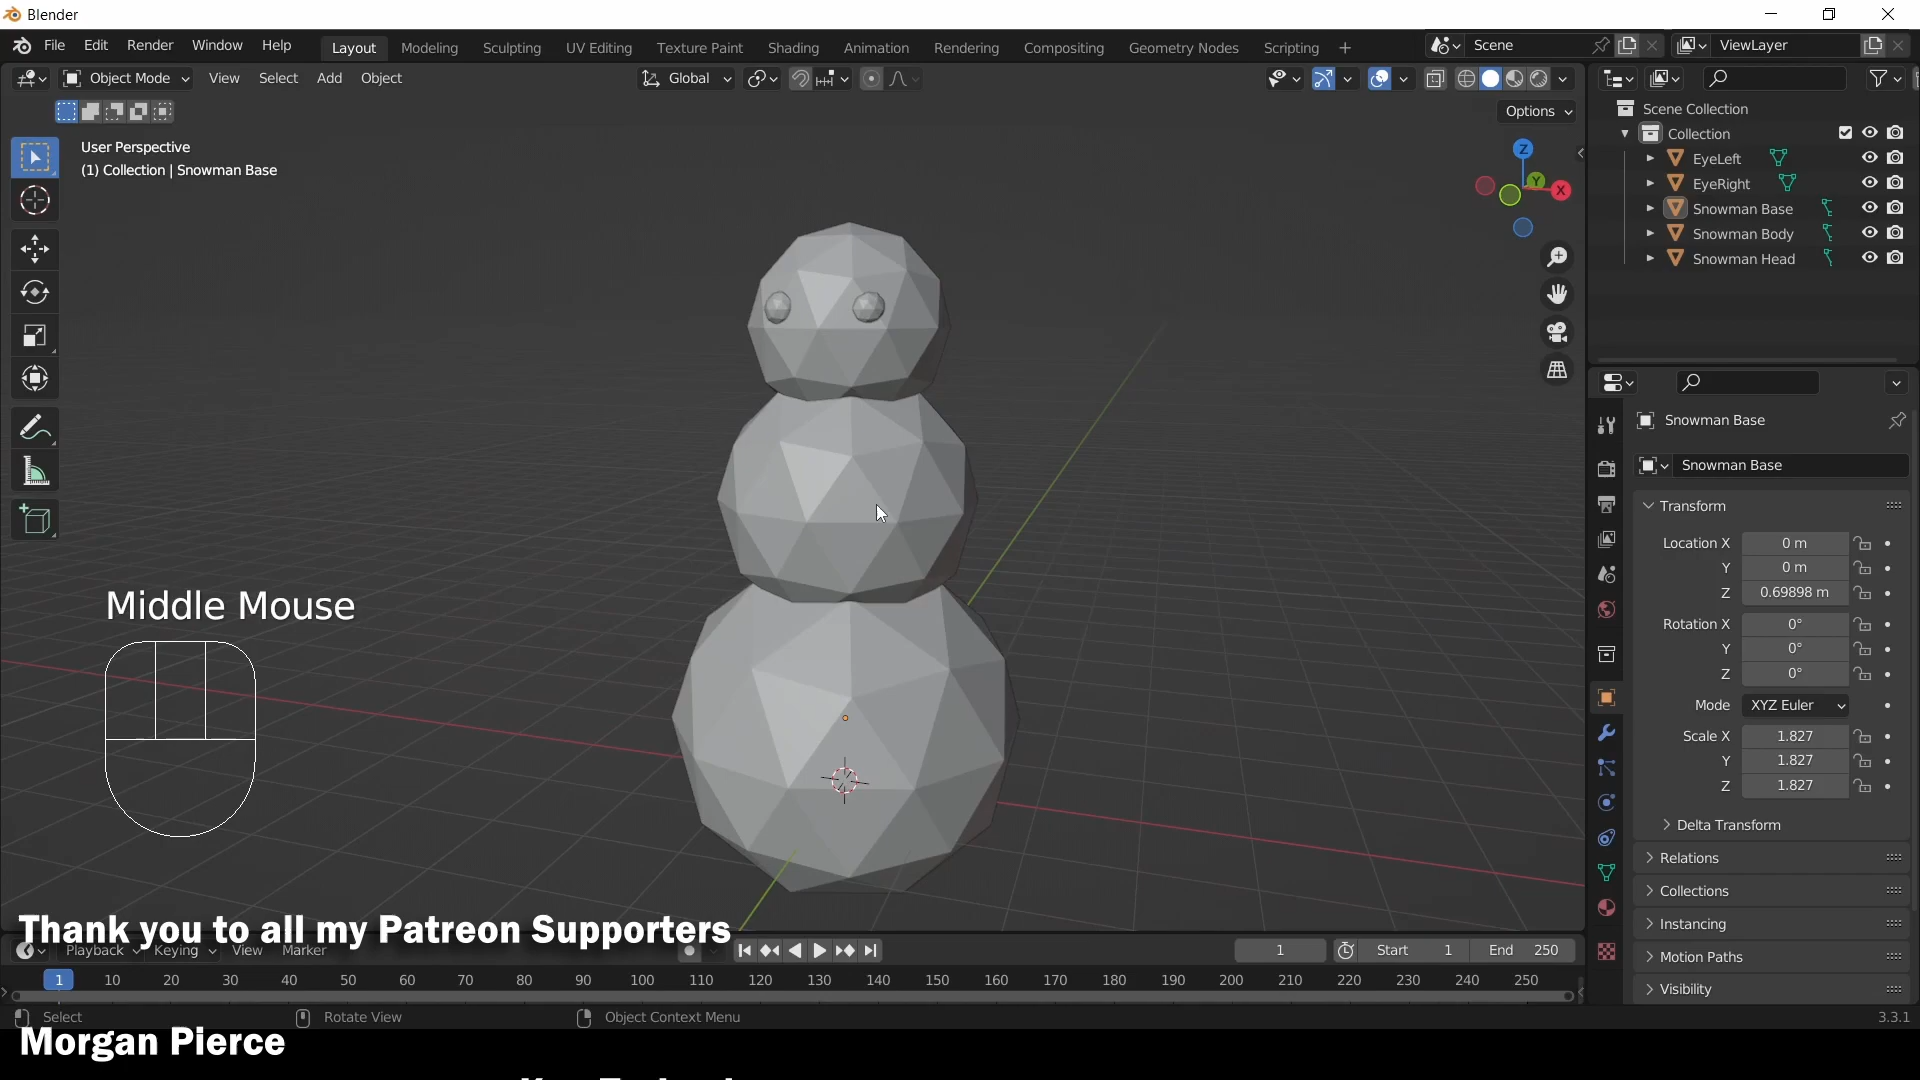 Blender
File Edit Render Window Help Layout Modeling Sculpting UV Editing Texture Paint Shading Animation Rendering Compositing Geometry Nodes Scripting + Scene ViewLayer
Object Mode View Select Add Object Global
Options
User Perspective
(1) Collection | Snowman Base
Z
Y
X
Scene Collection
Collection
EyeLeft
EyeRight
Snowman Base
Snowman Body
Snowman Head
Snowman Base
Snowman Base
Transform
Location X 0 m
Y 0 m
Z 0.69898 m
Rotation X 0°
Y 0°
Z 0°
Mode XYZ Euler
Scale X 1.827
Y 1.827
Z 1.827
Delta Transform
Relations
Collections
Instancing
Motion Paths
Visibility
Middle Mouse
Thank you to all my Patreon Supporters
Playback Keying View Marker 1 Start 1 End 250
1 10 20 30 40 50 60 70 80 90 100 110 120 130 140 150 160 170 180 190 200 210 220 230 240 250
Select Rotate View Object Context Menu 3.3.1
Morgan Pierce